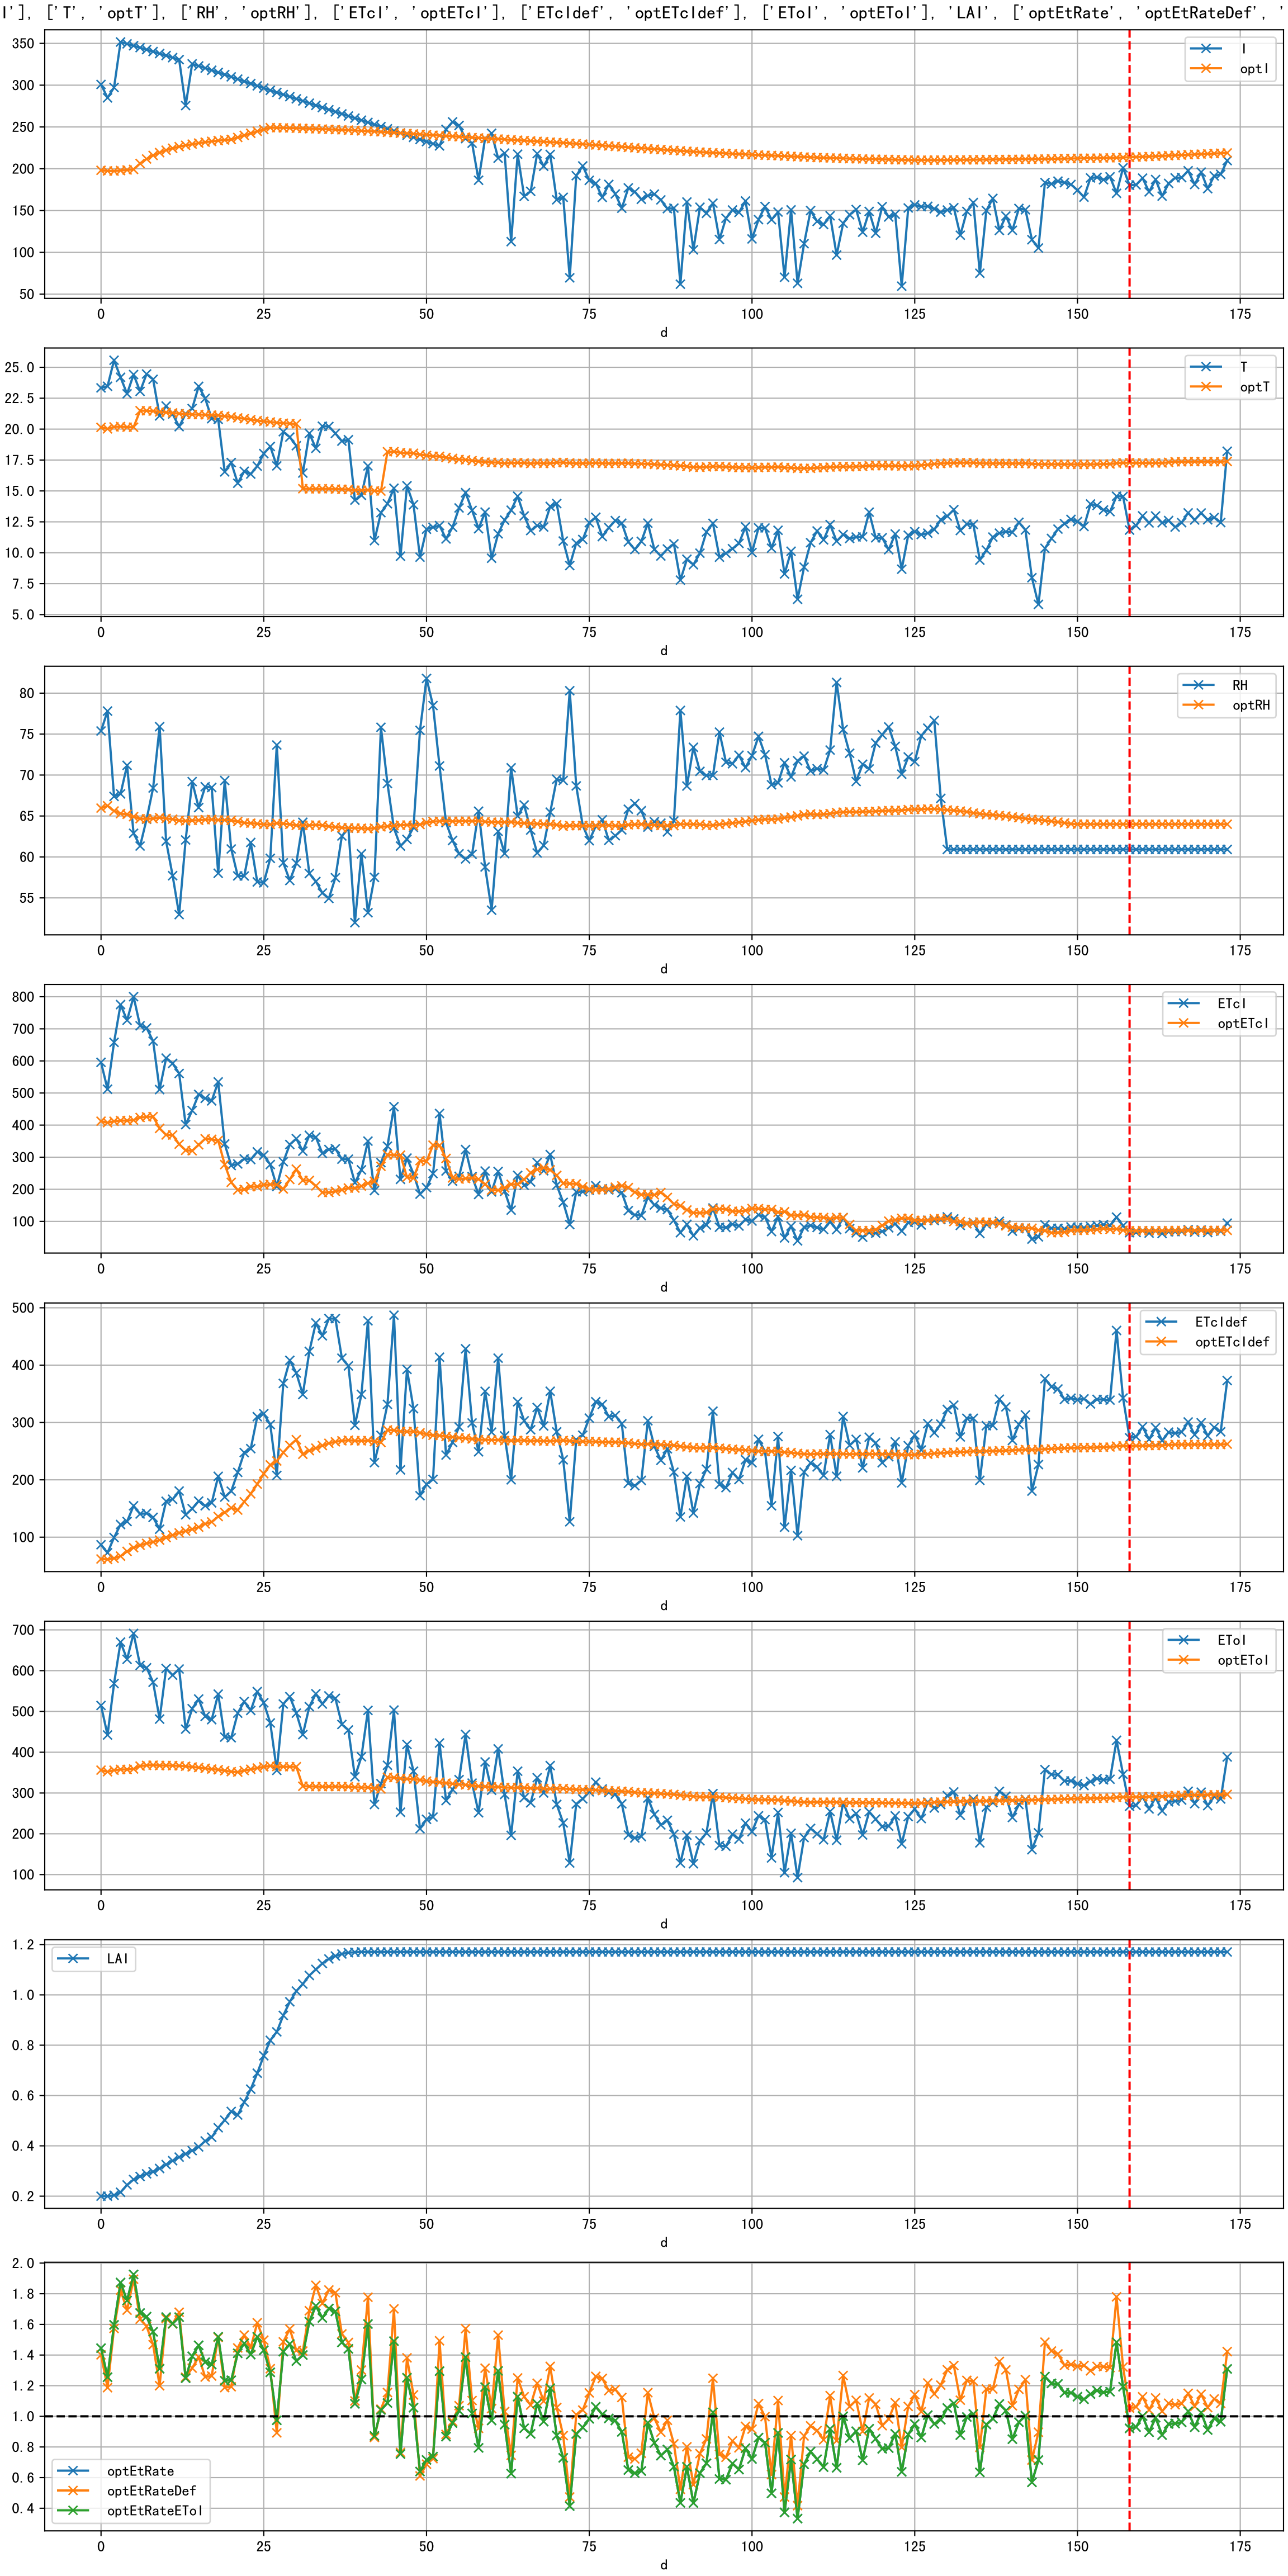 I'], ['T', 'optT'], ['RH', 'optRH'], ['ETcI', 'optETcI'], ['ETcIdef', 'optETcIdef'], ['EToI', 'optEToI'], 'LAI', ['optEtRate', 'optEtRateDef', '
350
300
250
200
150
100
50
I
optI
0 25 50 75 100 125 150 175
d
25.0
22.5
20.0
17.5
15.0
12.5
10.0
7.5
5.0
T
optT
0 25 50 75 100 125 150 175
d
80
75
70
65
60
55
RH
optRH
0 25 50 75 100 125 150 175
d
800
700
600
500
400
300
200
100
ETcI
optETcI
0 25 50 75 100 125 150 175
d
500
400
300
200
100
ETcIdef
optETcIdef
0 25 50 75 100 125 150 175
d
700
600
500
400
300
200
100
EToI
optEToI
0 25 50 75 100 125 150 175
d
1.2
1.0
0.8
0.6
0.4
0.2
LAI
0 25 50 75 100 125 150 175
d
2.0
1.8
1.6
1.4
1.2
1.0
0.8
0.6
0.4
optEtRate
optEtRateDef
optEtRateEToI
0 25 50 75 100 125 150 175
d